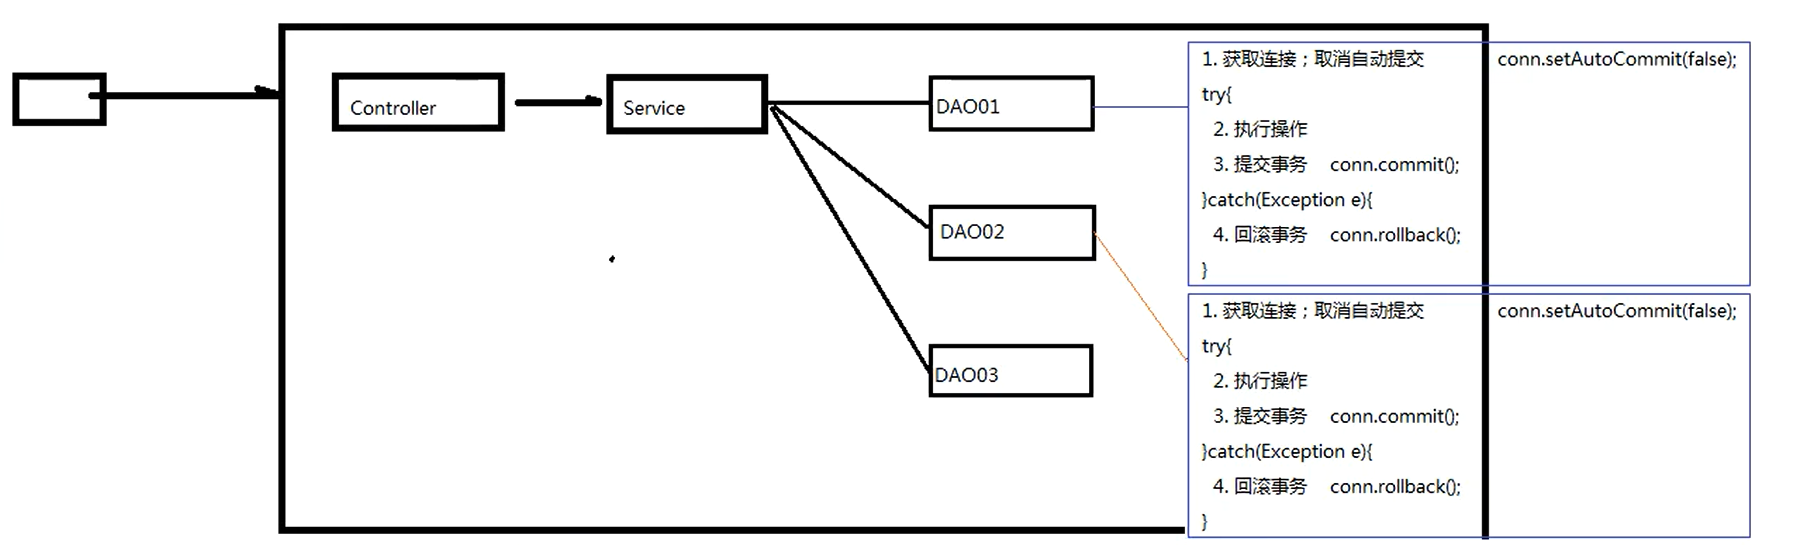 Controller
Service
DAO01
DAO02
DAO03
1. 获取连接；取消自动提交 conn.setAutoCommit(false);
try{
2. 执行操作
3. 提交事务 conn.commit();
}catch(Exception e){
4. 回滚事务 conn.rollback();
}
1. 获取连接；取消自动提交 conn.setAutoCommit(false);
try{
2. 执行操作
3. 提交事务 conn.commit();
}catch(Exception e){
4. 回滚事务 conn.rollback();
}